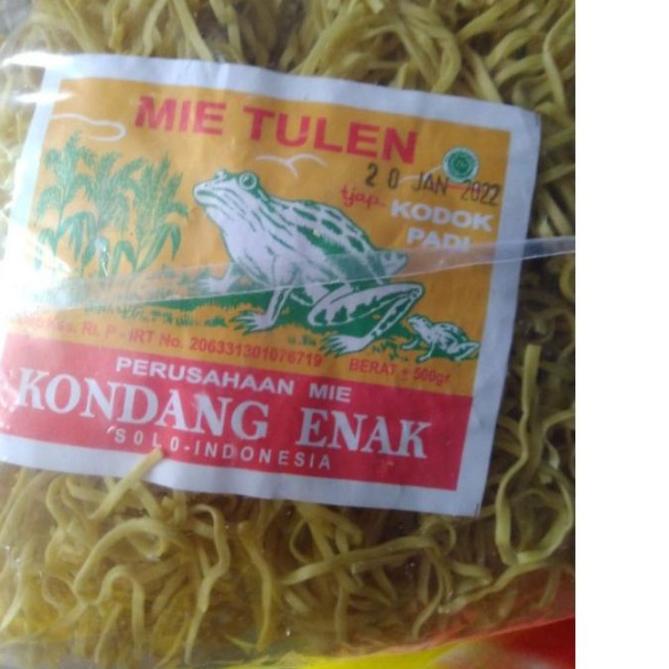 MIE TULEN
20 JAN 2022
tjap KODOK
PADI
RI. P-IRT No. 206331301076719
BERAT ± 500gr
PERUSAHAAN MIE
KONDANG ENAK
SOLO-INDONESIA